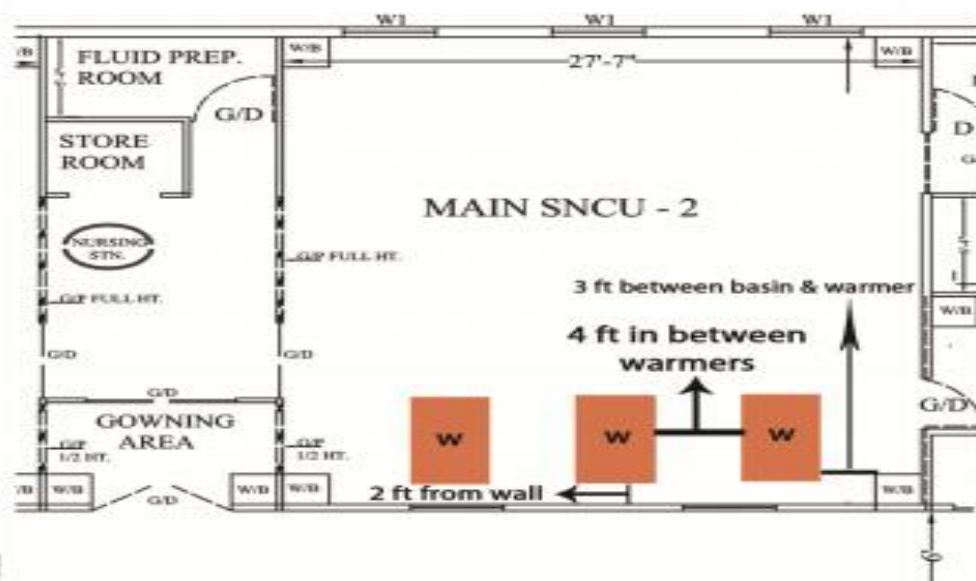 W1
W1
W1
W/B
W/B
27'-7"
FLUID PREP.
ROOM
G/D
STORE
ROOM
MAIN SNCU - 2
NURSING
STN.
G/P FULL HT.
G/P FULL HT.
3 ft between basin & warmer
W/B
4 ft in between
warmers
G/D
G/D
G/D
G/D
GOWNING
AREA
G/P
1/2 HT.
G/P
1/2 HT.
W
W
W
W/B
W/B
W/B
W/B
G/D
2 ft from wall